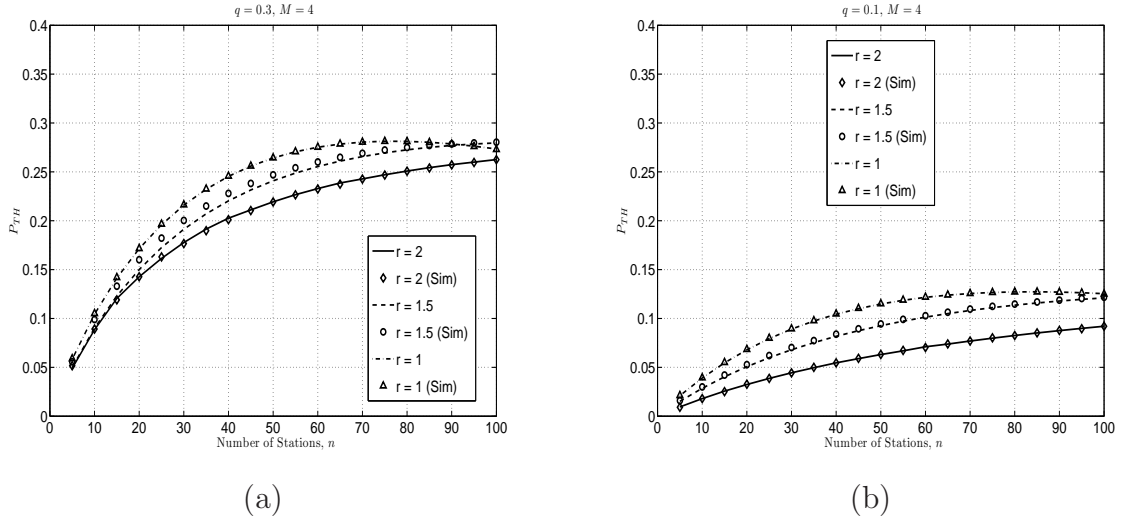 q = 0.3, M = 4
0.4
0.35
0.3
0.25
0.2
0.15
0.1
0.05
0
P_TH
r = 2
r = 2 (Sim)
r = 1.5
r = 1.5 (Sim)
r = 1
r = 1 (Sim)
0 10 20 30 40 50 60 70 80 90 100
Number of Stations, n
(a)
q = 0.1, M = 4
0.4
0.35
0.3
0.25
0.2
0.15
0.1
0.05
0
P_TH
r = 2
r = 2 (Sim)
r = 1.5
r = 1.5 (Sim)
r = 1
r = 1 (Sim)
0 10 20 30 40 50 60 70 80 90 100
Number of Stations, n
(b)